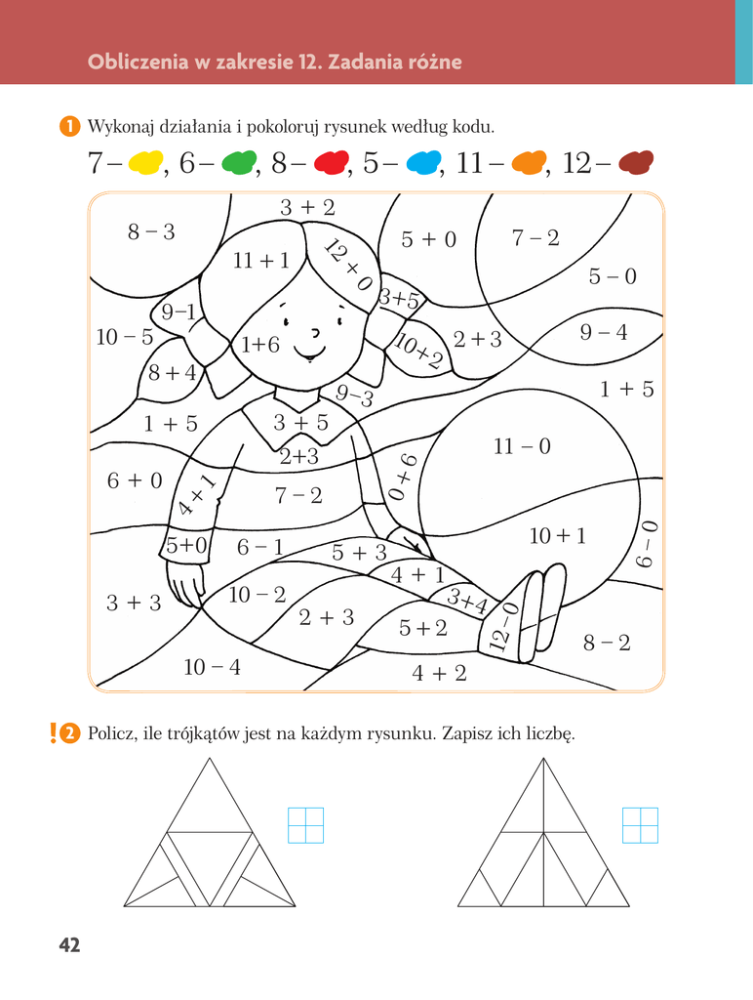 Obliczenia w zakresie 12. Zadania różne
1 Wykonaj działania i pokoloruj rysunek według kodu.
7 – , 6 – , 8 – , 5 – , 11 – , 12 –
3 + 2
8 – 3
5 + 0
7 – 2
11 + 1
12 + 0
5 – 0
3+5
9–1
10 – 5
1+6
10+2
2 + 3
9 – 4
8 + 4
9–3
1 + 5
1 + 5
3 + 5
2+3
11 – 0
6 + 0
4 + 1
7 – 2
0 + 6
10 + 1
6 – 0
5+0
6 – 1
5 + 3
4 + 1
3 + 3
10 – 2
3+4
2 + 3
5 + 2
12 – 0
8 – 2
10 – 4
4 + 2
! 2 Policz, ile trójkątów jest na każdym rysunku. Zapisz ich liczbę.
42